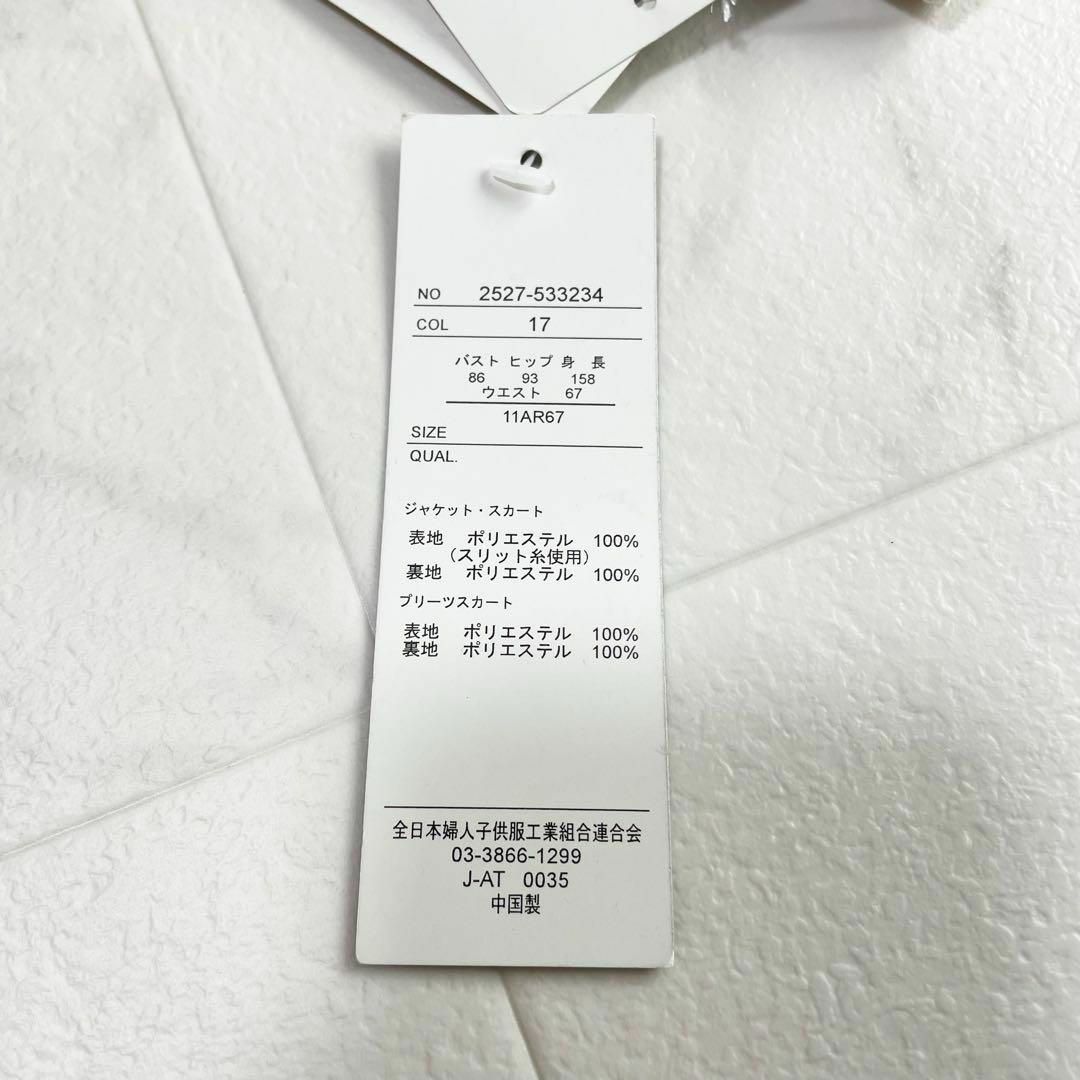 NO 2527-533234
COL 17
バスト ヒップ 身 長
86 93 158
ウエスト 67
11AR67
SIZE
QUAL.
ジャケット・スカート
表地 ポリエステル 100%
(スリット糸使用)
裏地 ポリエステル 100%
プリーツスカート
表地 ポリエステル 100%
裏地 ポリエステル 100%
全日本婦人子供服工業組合連合会
03-3866-1299
J-AT 0035
中国製